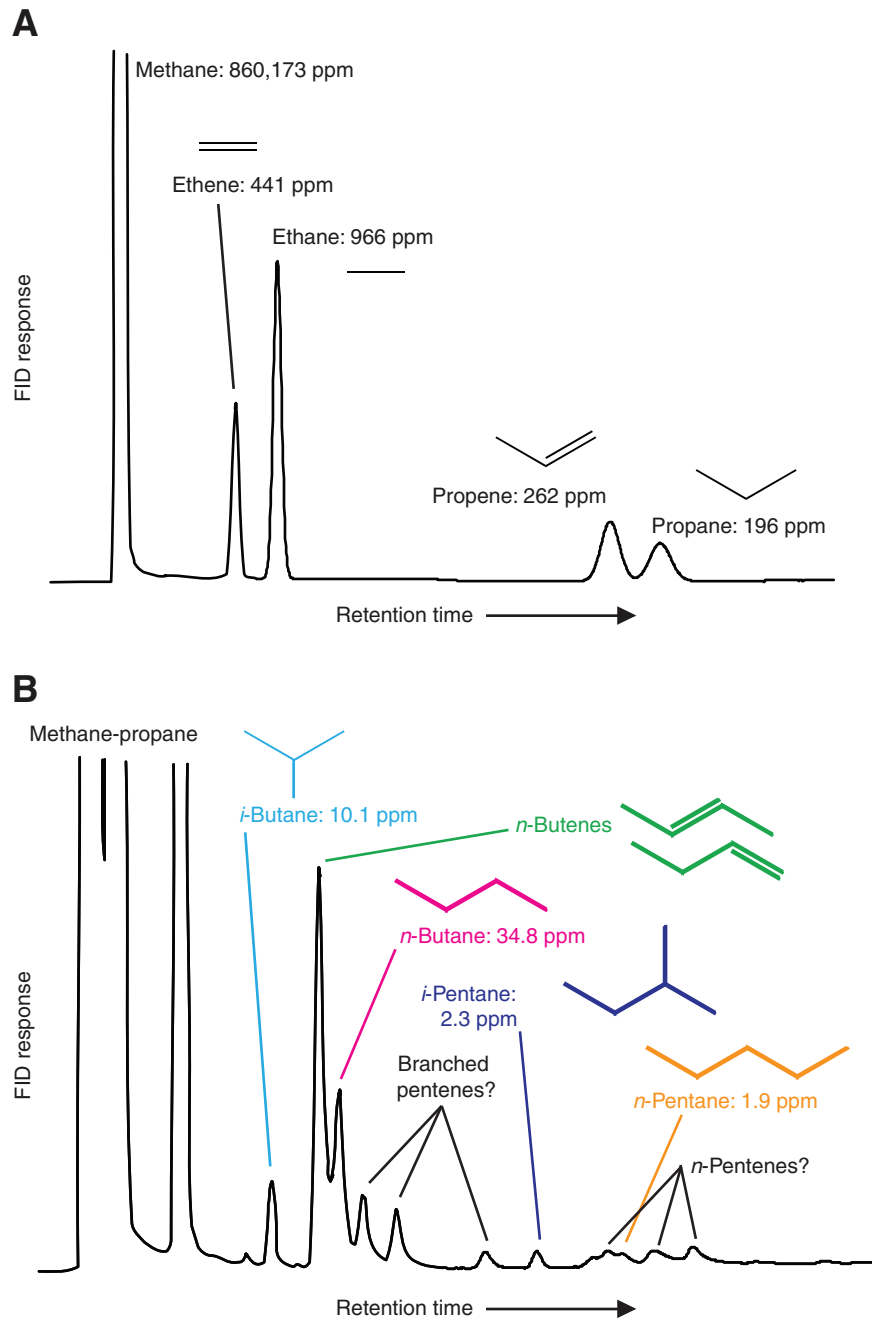 A
Methane: 860,173 ppm
Ethene: 441 ppm
Ethane: 966 ppm
FID response
Propene: 262 ppm
Propane: 196 ppm
Retention time
B
Methane-propane
i-Butane: 10.1 ppm
n-Butenes
n-Butane: 34.8 ppm
i-Pentane:
2.3 ppm
FID response
Branched
pentenes?
n-Pentane: 1.9 ppm
n-Pentenes?
Retention time